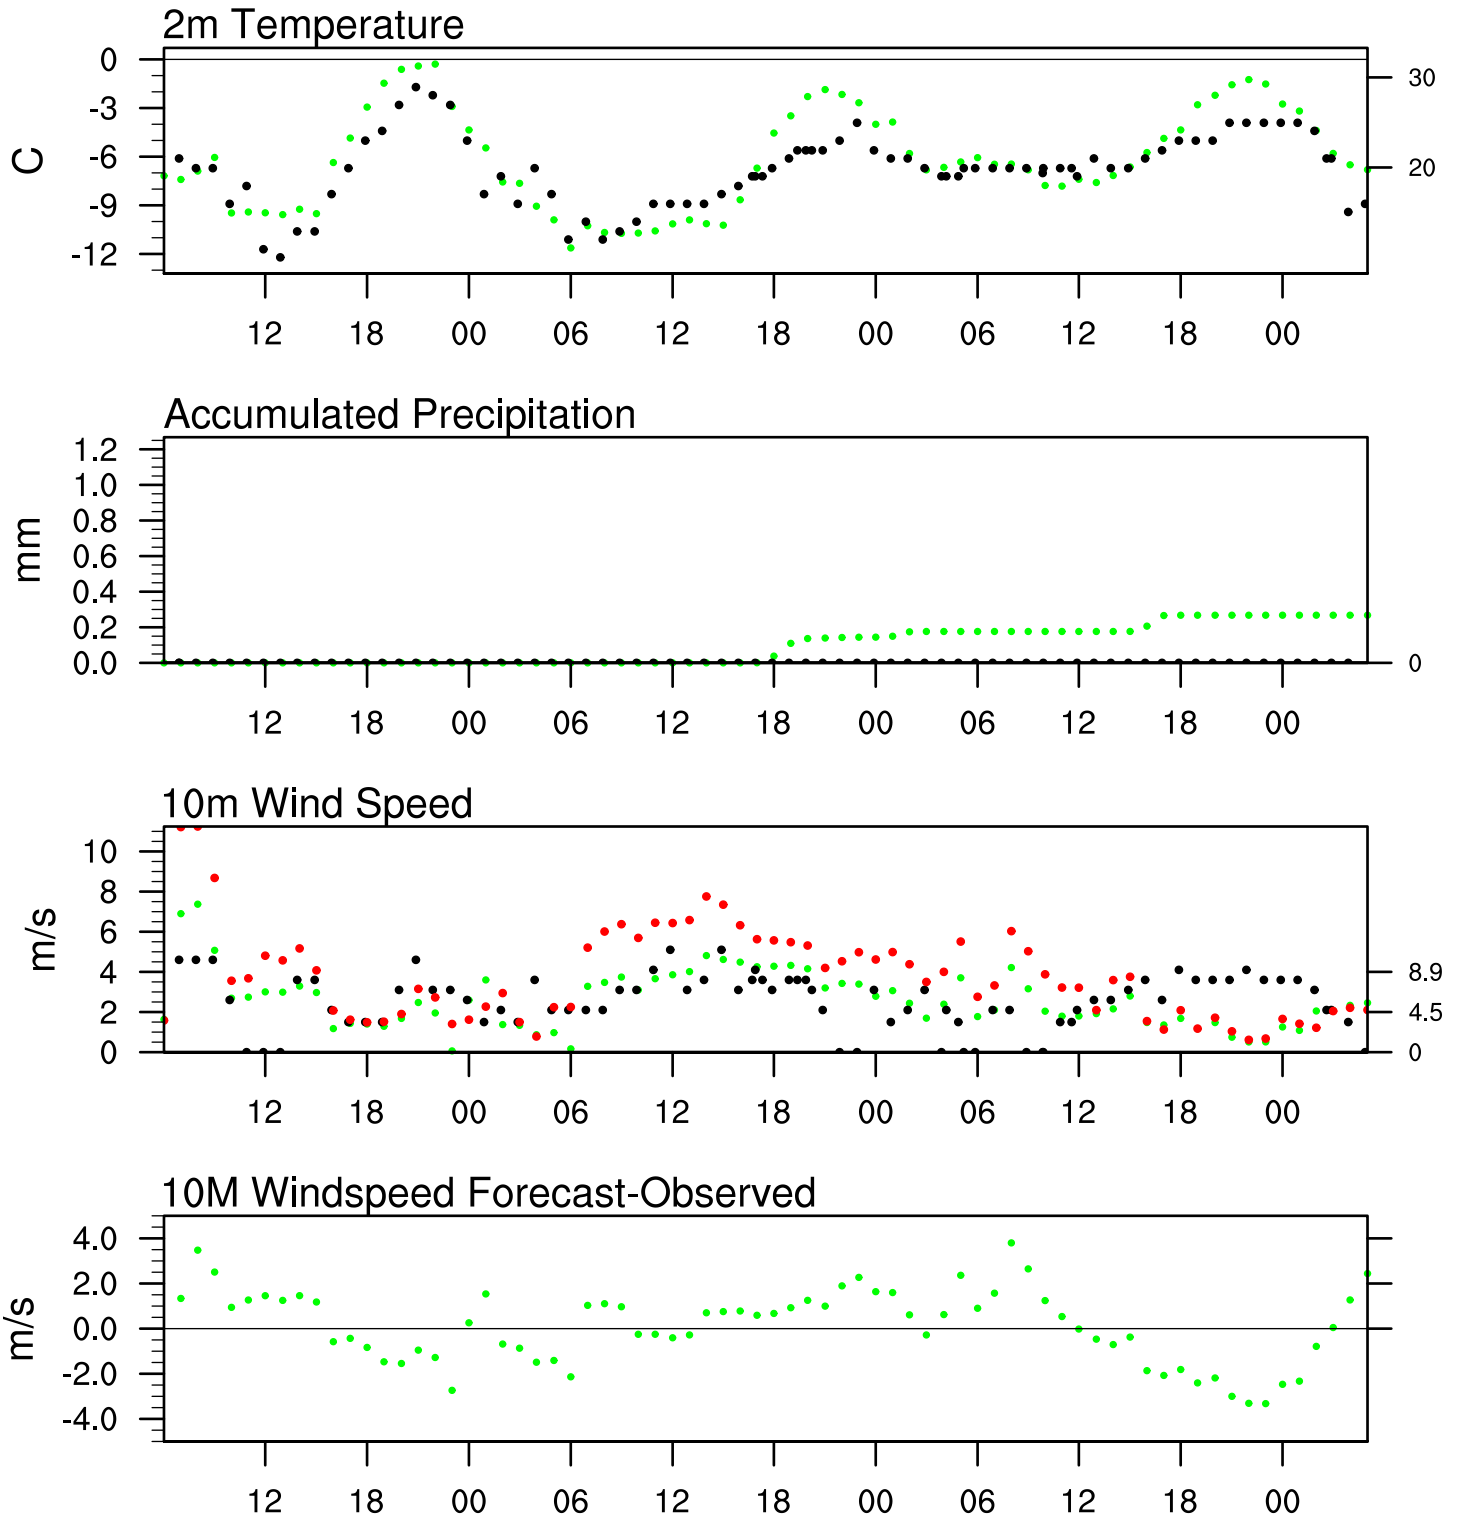 2m Temperature
C
0
-3
-6
-9
-12
30
20
12 18 00 06 12 18 00 06 12 18 00
Accumulated Precipitation
mm
1.2
1.0
0.8
0.6
0.4
0.2
0.0
0
12 18 00 06 12 18 00 06 12 18 00
10m Wind Speed
m/s
10
8
6
4
2
0
8.9
4.5
0
12 18 00 06 12 18 00 06 12 18 00
10M Windspeed Forecast-Observed
m/s
4.0
2.0
0.0
-2.0
-4.0
12 18 00 06 12 18 00 06 12 18 00